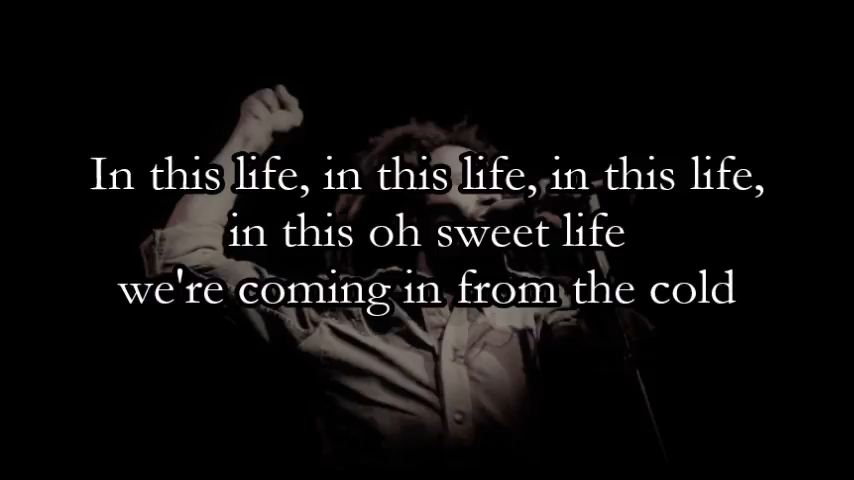 In this life, in this life, in this life,
in this oh sweet life
we're coming in from the cold